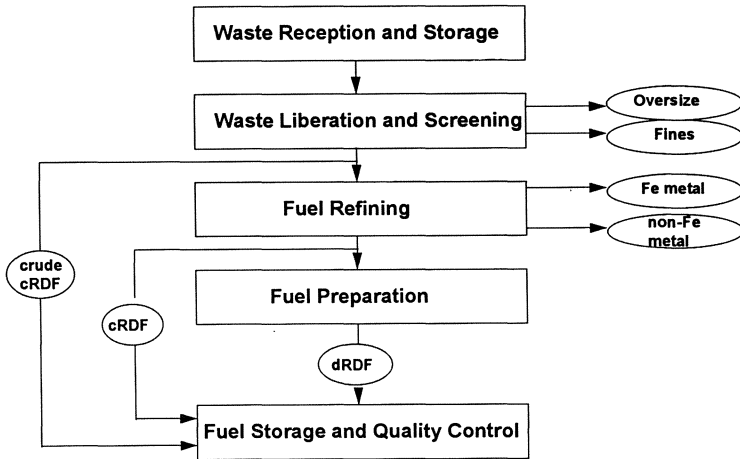 Waste Reception and Storage
Waste Liberation and Screening
Oversize
Fines
Fuel Refining
Fe metal
non-Fe
metal
crude
cRDF
Fuel Preparation
cRDF
dRDF
Fuel Storage and Quality Control